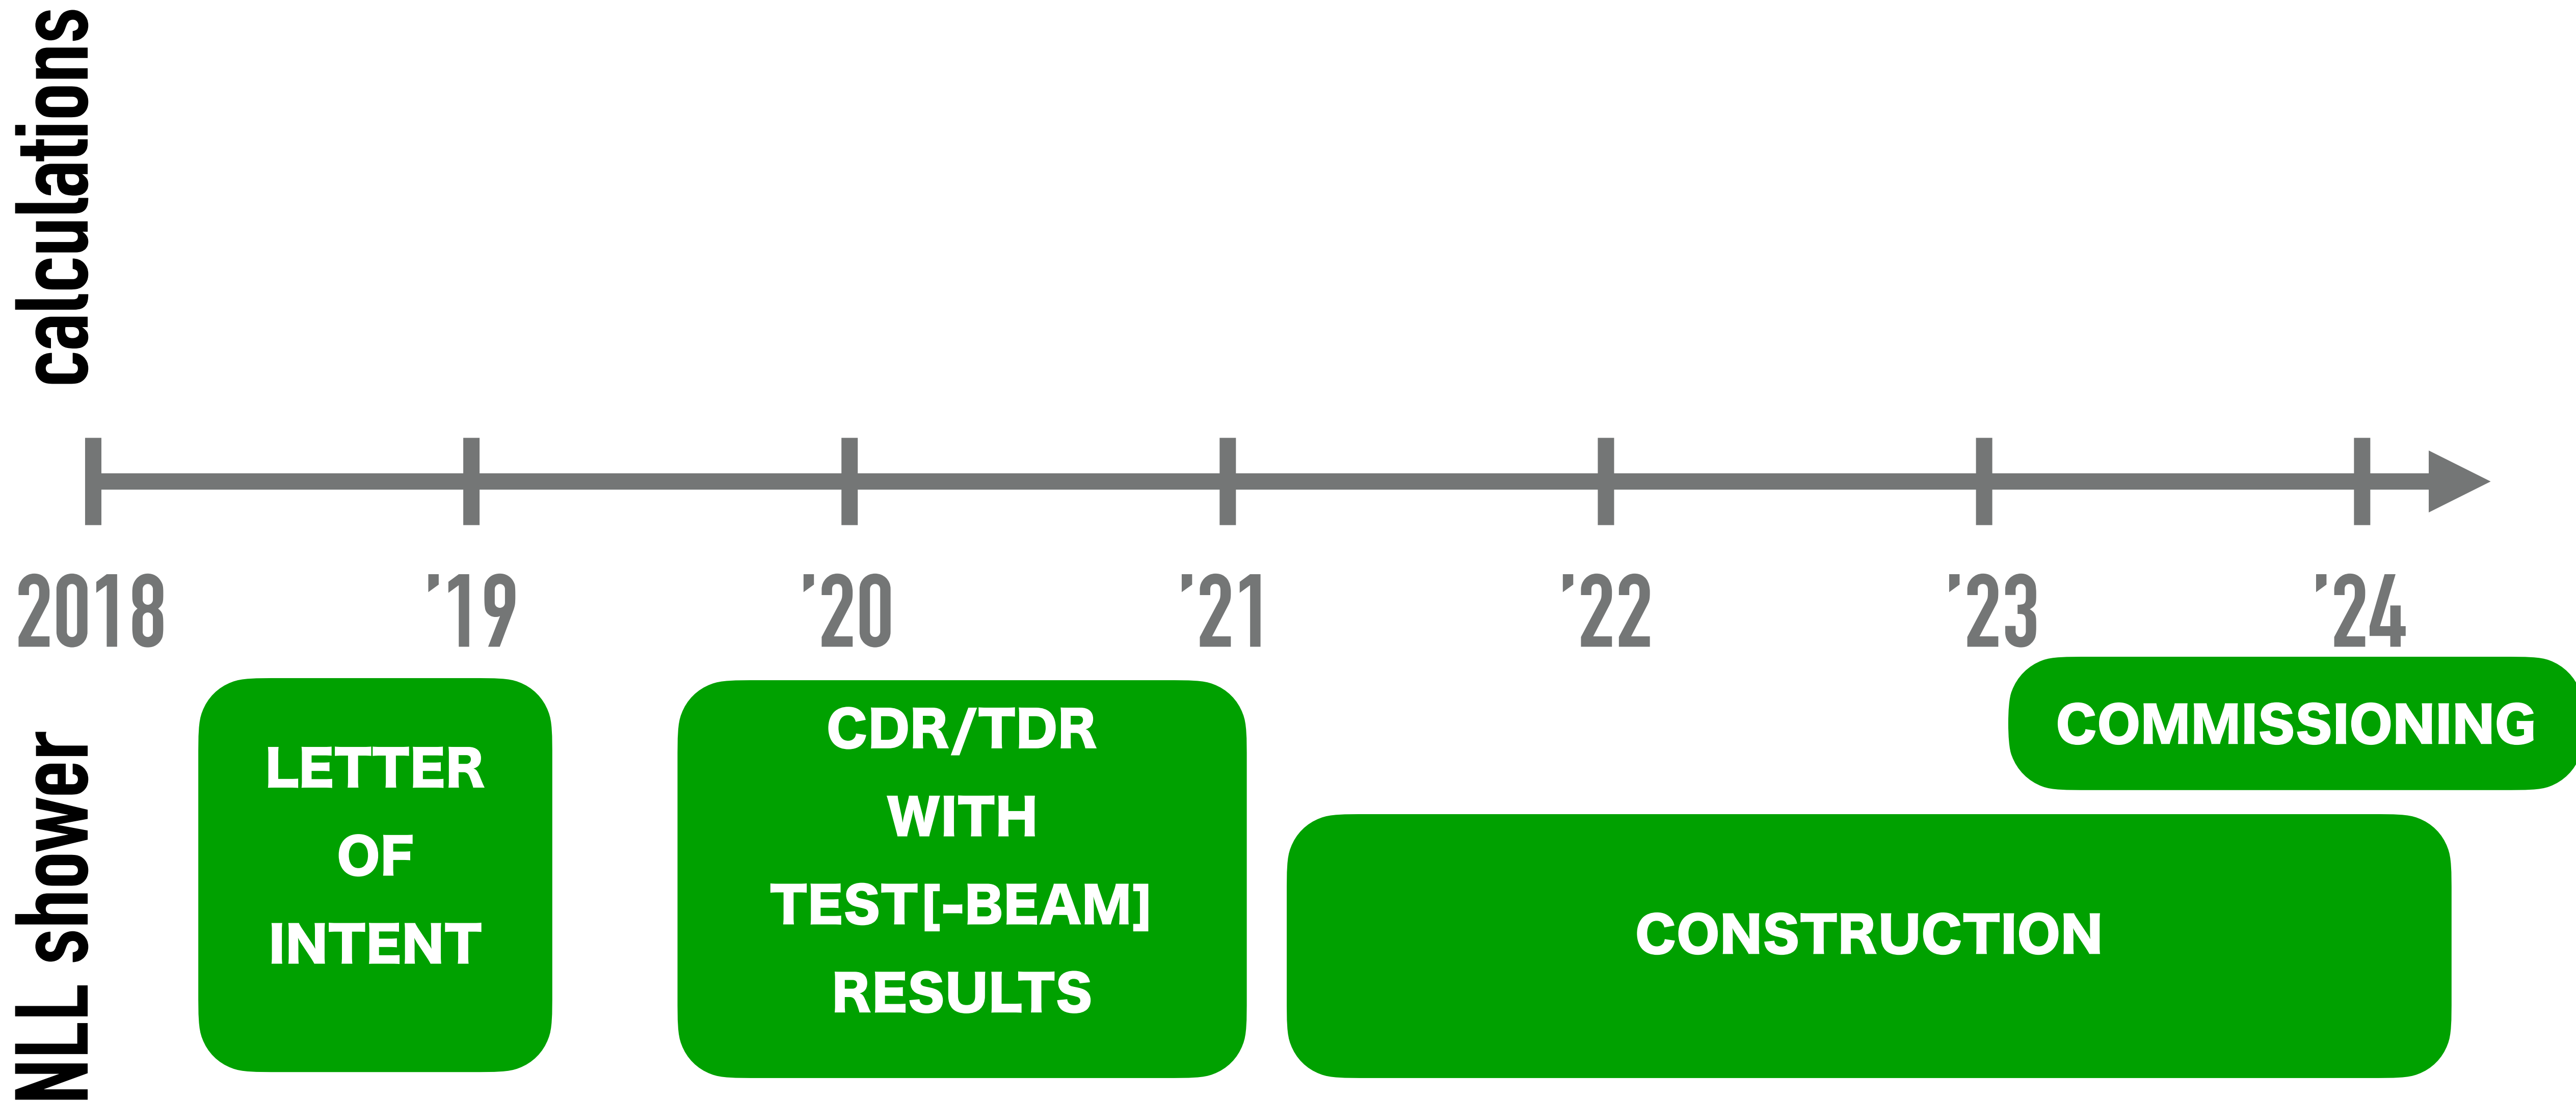 calculations
2018 '19 '20 '21 '22 '23 '24
NLL shower
LETTER
OF
INTENT
CDR/TDR
WITH
TEST[-BEAM]
RESULTS
COMMISSIONING
CONSTRUCTION